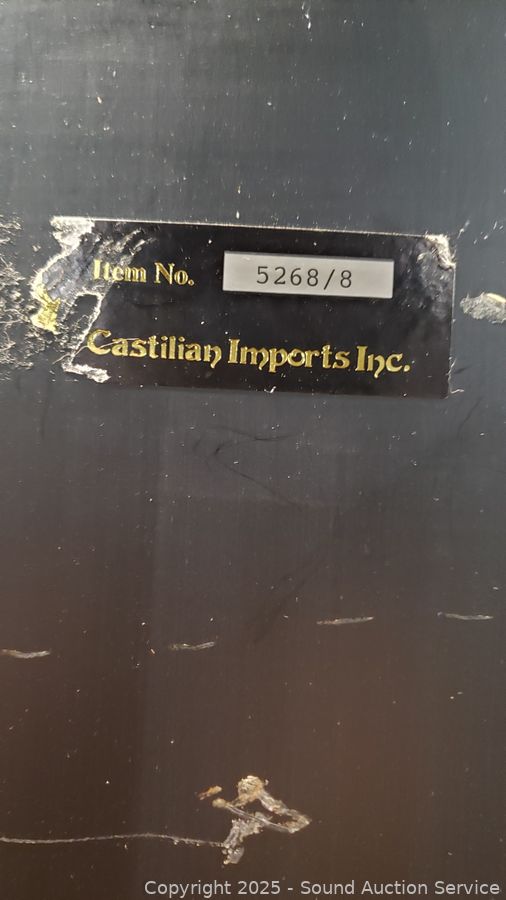 Item No. 5268/8
Castilian Imports Inc.
Copyright 2025 - Sound Auction Service